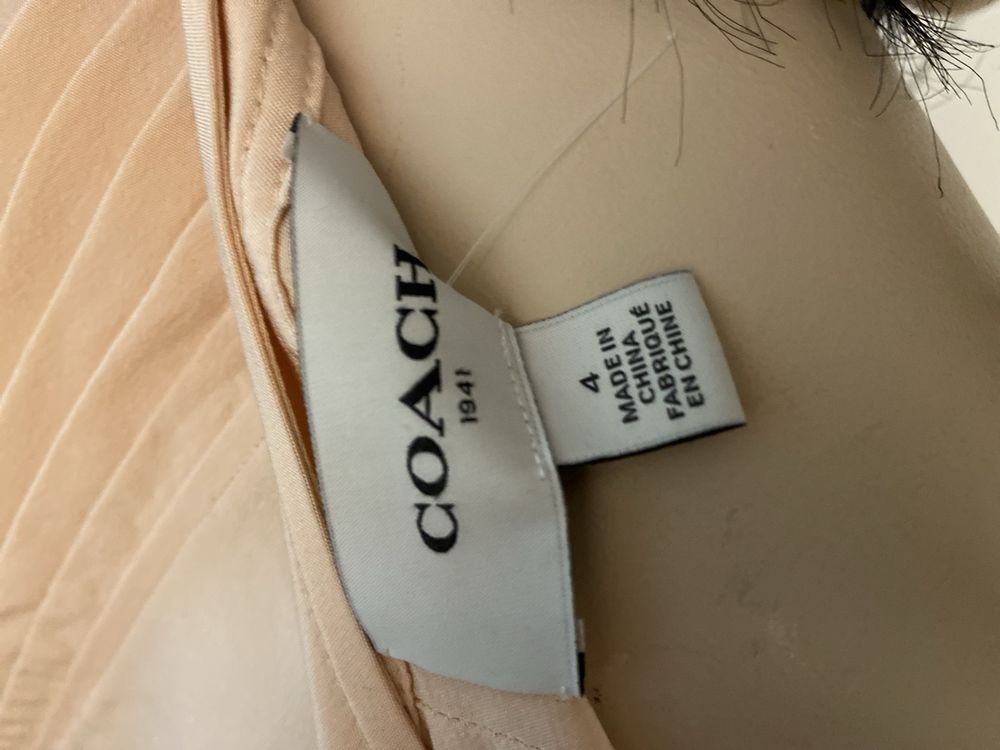 COACH
1941
4
MADE IN
CHINA
FABRIQUÉ
EN CHINE